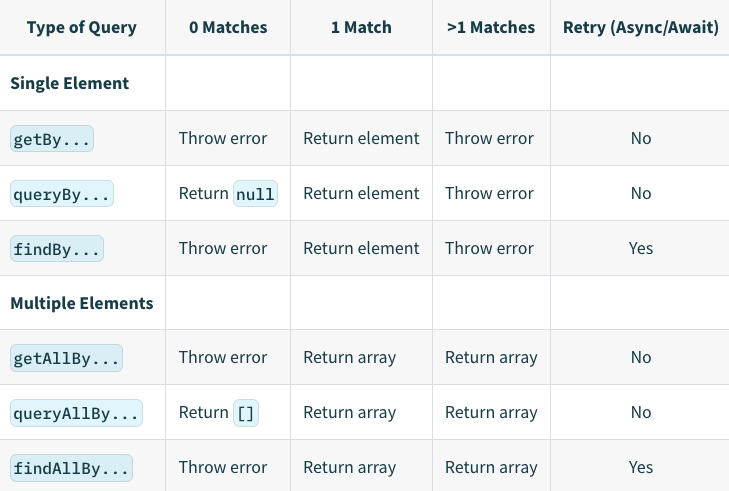 Type of Query 0 Matches 1 Match >1 Matches Retry (Async/Await)
Single Element
getBy... Throw error Return element Throw error No
queryBy... Return null Return element Throw error No
findBy... Throw error Return element Throw error Yes
Multiple Elements
getAllBy... Throw error Return array Return array No
queryAllBy... Return [] Return array Return array No
findAllBy... Throw error Return array Return array Yes